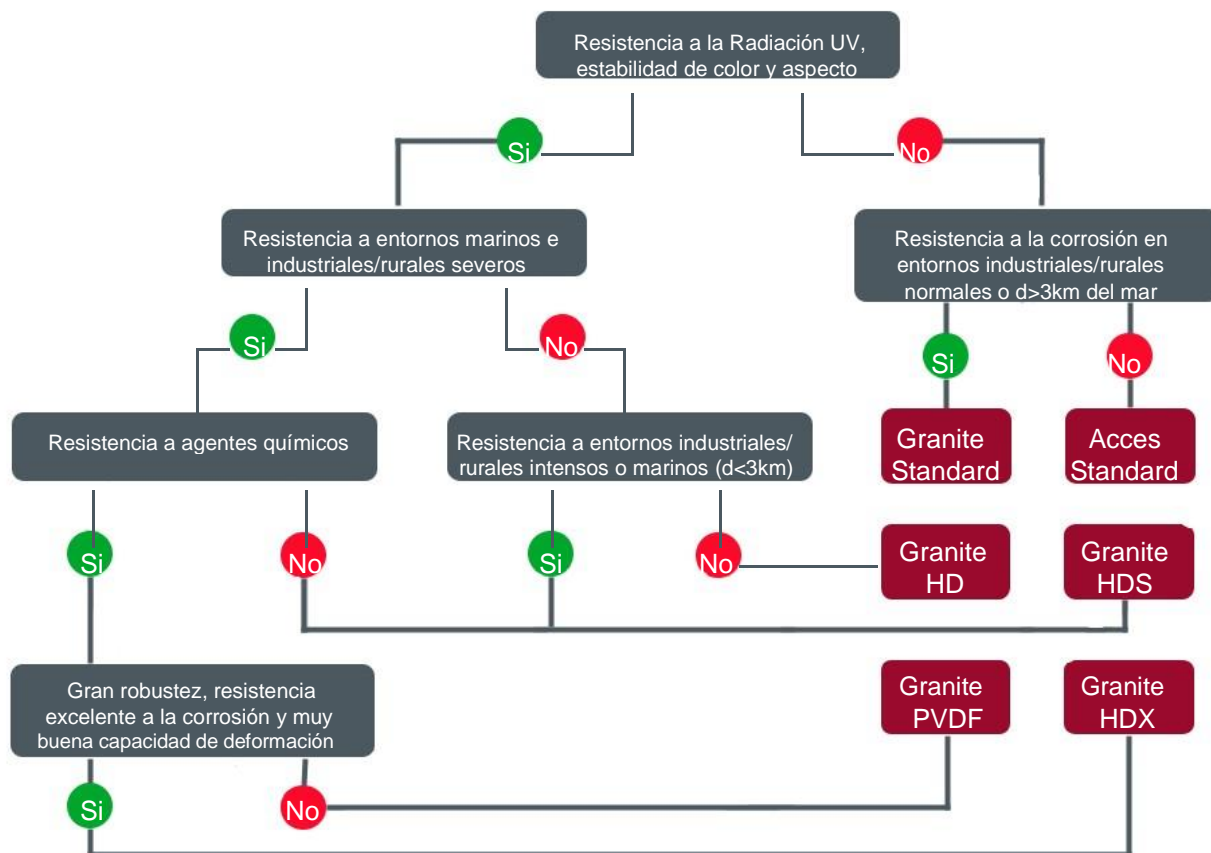 Resistencia a la Radiación UV,
estabilidad de color y aspecto
Si
No
Resistencia a entornos marinos e
industriales/rurales severos
Resistencia a la corrosión en
entornos industriales/rurales
normales o d>3km del mar
Si
No
Si
No
Resistencia a agentes químicos
Resistencia a entornos industriales/
rurales intensos o marinos (d<3km)
Granite
Standard
Acces
Standard
Si
No
Si
No
Granite
HD
Granite
HDS
Gran robustez, resistencia
excelente a la corrosión y muy
buena capacidad de deformación
Granite
PVDF
Granite
HDX
Si
No